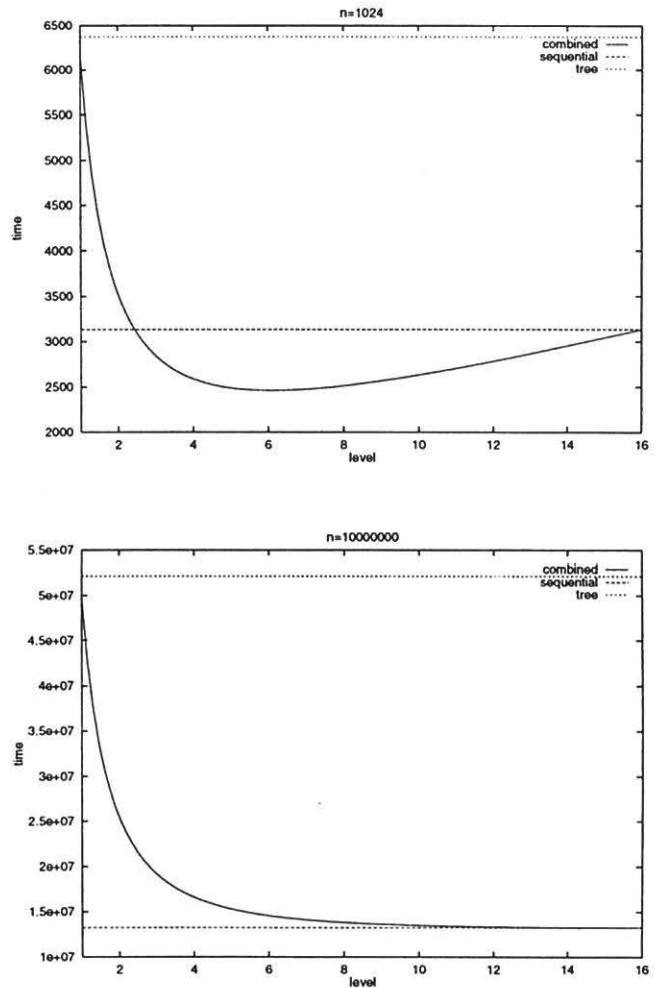 n=1024
6500
6000
5500
5000
4500
4000
3500
3000
2500
2000
time
combined
sequential
tree
2 4 6 8 10 12 14 16
level
n=10000000
5.5e+07
5e+07
4.5e+07
4e+07
3.5e+07
3e+07
2.5e+07
2e+07
1.5e+07
1e+07
time
combined
sequential
tree
2 4 6 8 10 12 14 16
level